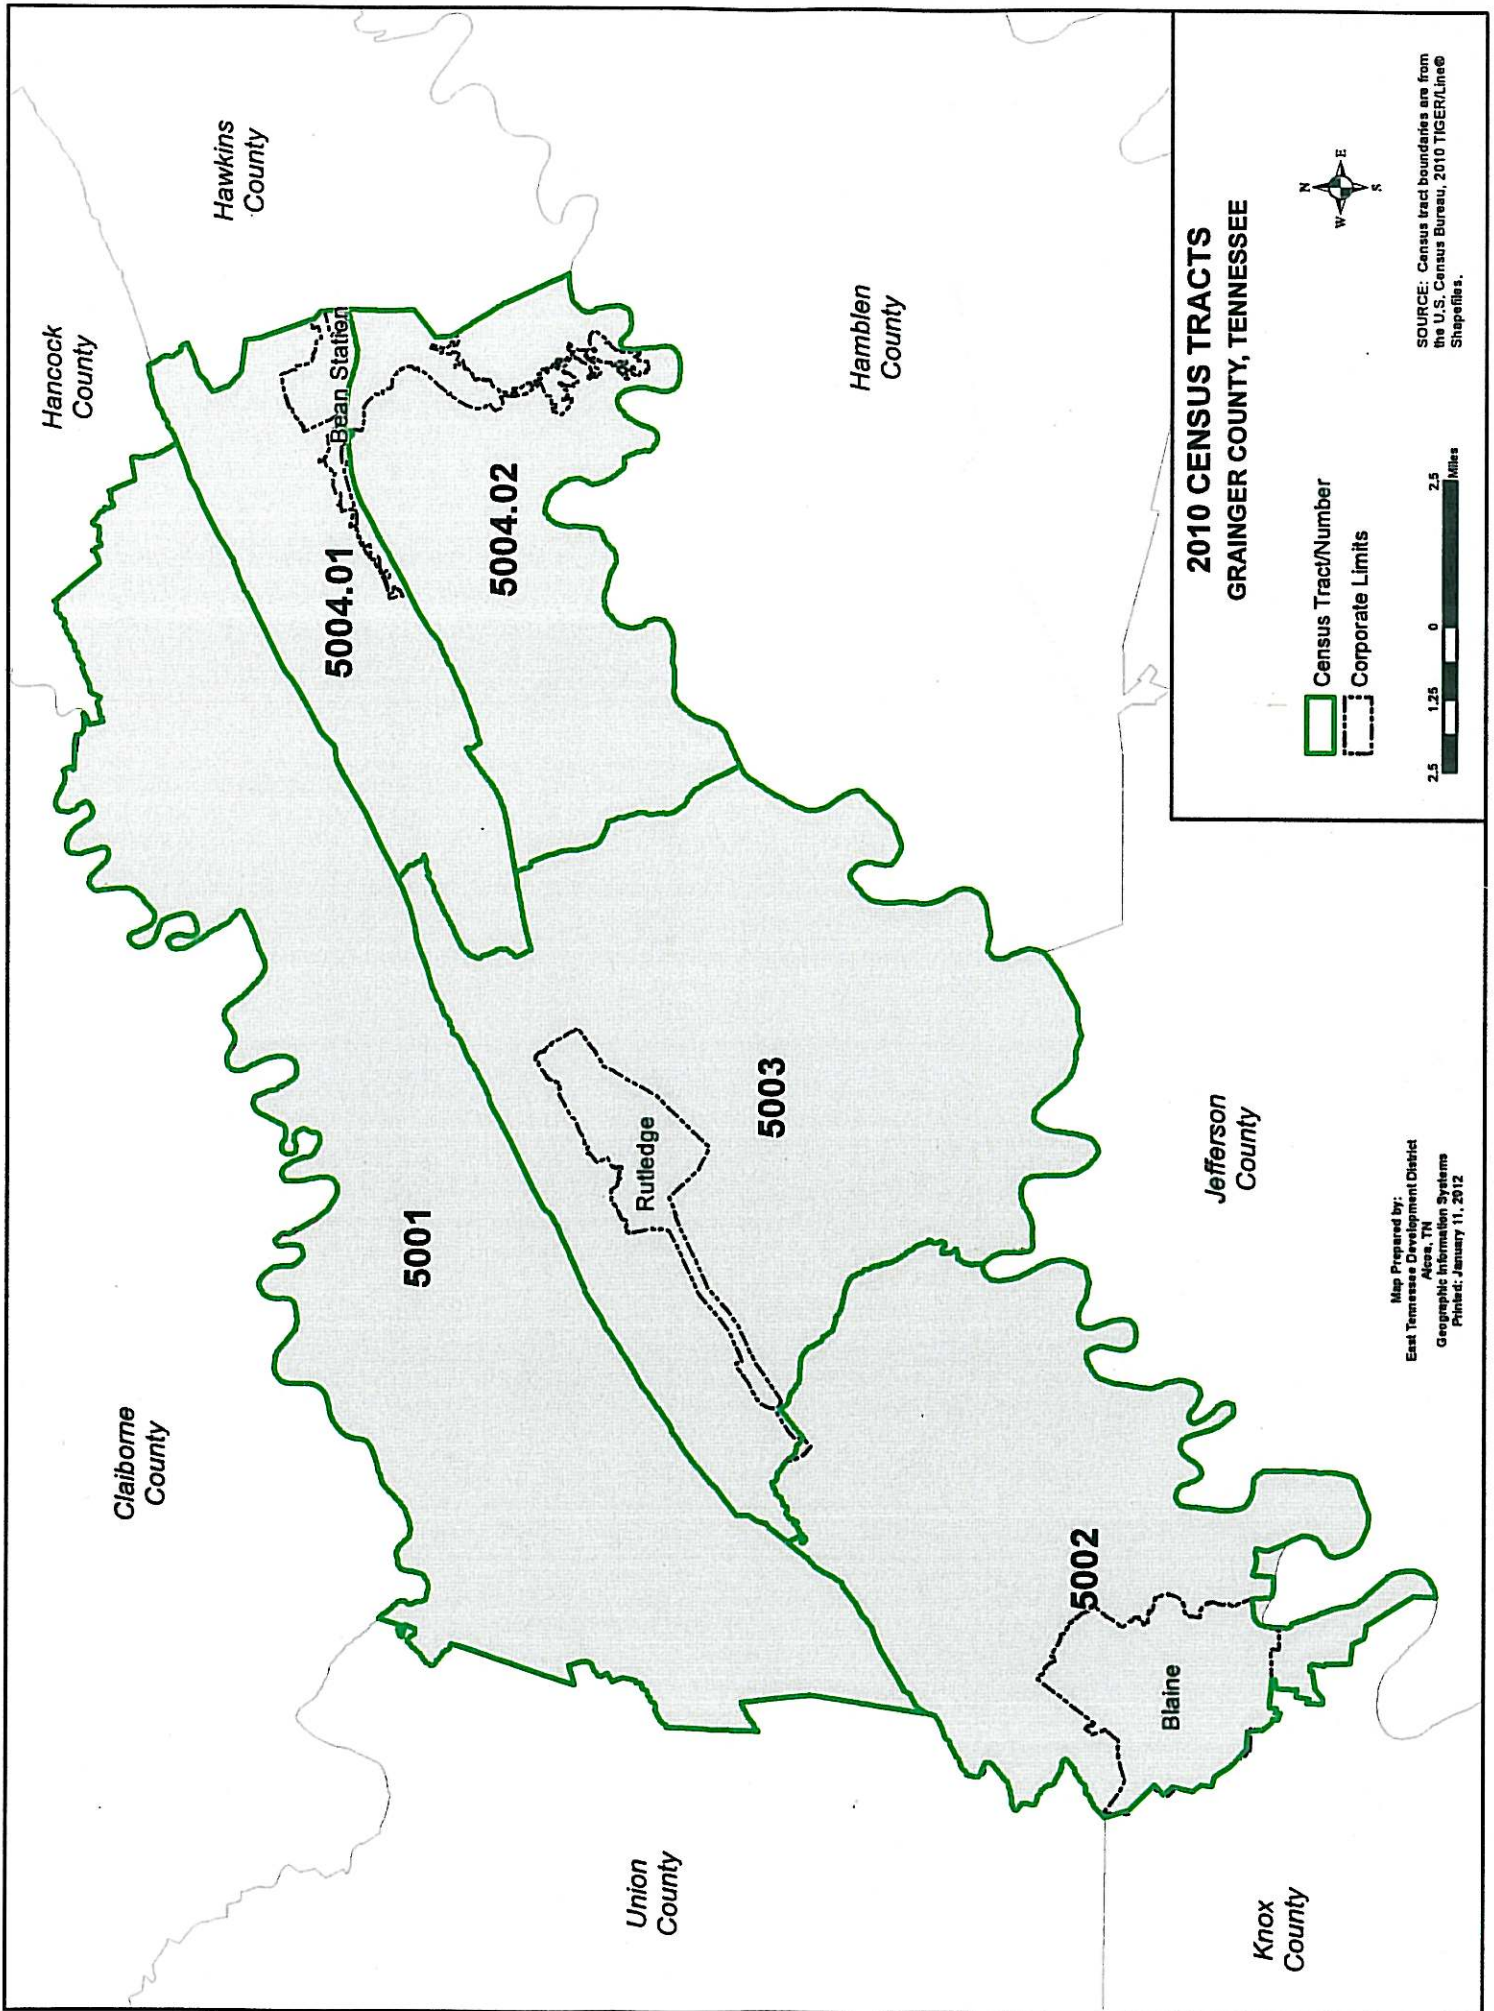 Hancock
County
Hawkins
County
Claiborne
County
5004.01
Bean Station
5001
5004.02
Rutledge
Union
County
5003
Hamblen
County
5002
Blaine
Jefferson
County
Knox
County
2010 CENSUS TRACTS
GRAINGER COUNTY, TENNESSEE
Census Tract/Number
Corporate Limits
N
W
E
S
2.5 1.25 0 2.5
Miles
SOURCE: Census tract boundaries are from
the U.S. Census Bureau, 2010 TIGER/Line®
Shapefiles.
Map Prepared by:
East Tennessee Development District
Alcoa, TN
Geographic Information Systems
Printed: January 11, 2012